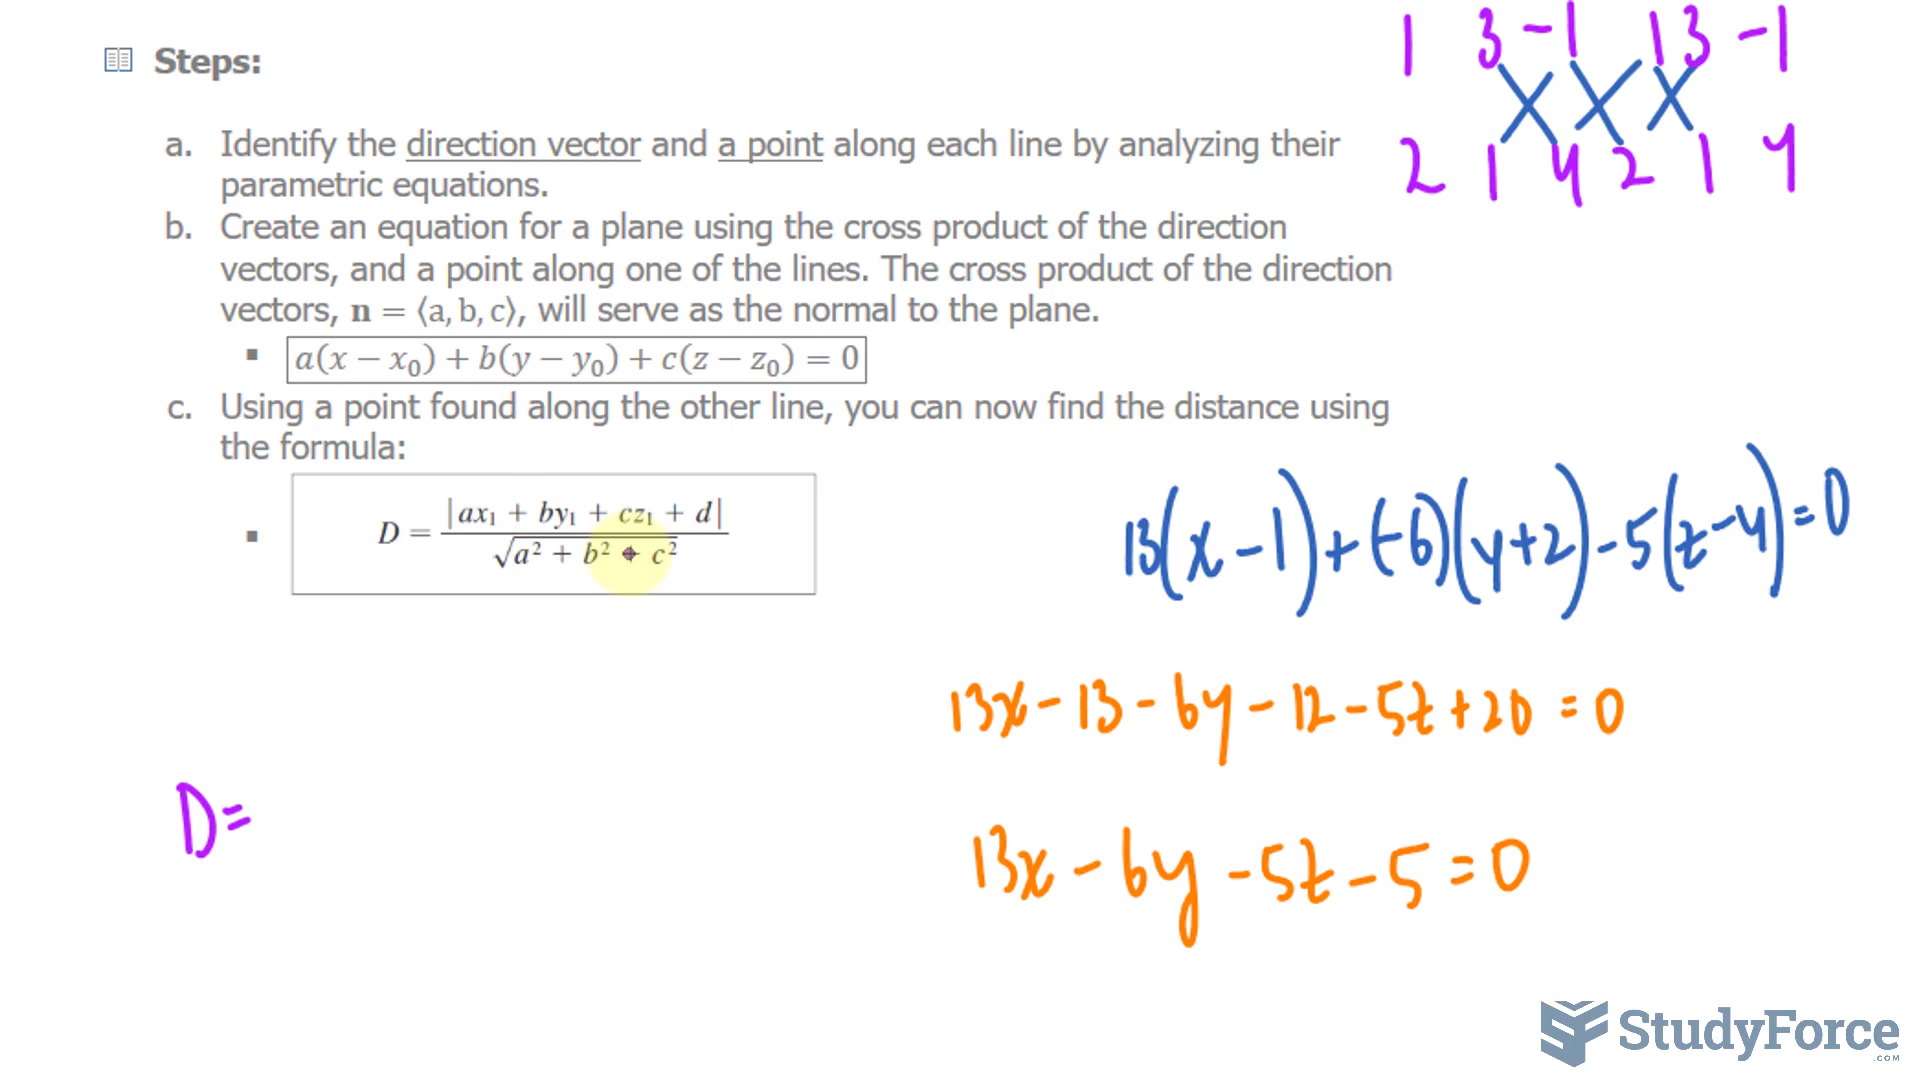 Steps:
1 3 -1 1 3 -1
2 1 4 2 1 4
a. Identify the direction vector and a point along each line by analyzing their
parametric equations.
b. Create an equation for a plane using the cross product of the direction
vectors, and a point along one of the lines. The cross product of the direction
vectors, n = ⟨a, b, c⟩, will serve as the normal to the plane.
▪ a(x − x₀) + b(y − y₀) + c(z − z₀) = 0
c. Using a point found along the other line, you can now find the distance using
the formula:
▪ D = |ax₁ + by₁ + cz₁ + d| / √(a² + b² + c²)
13(x-1)+(-6)(y+2)-5(z-4)=0
13x-13-6y-12-5z+20=0
D=
13x-6y-5z-5=0
StudyForce
.COM